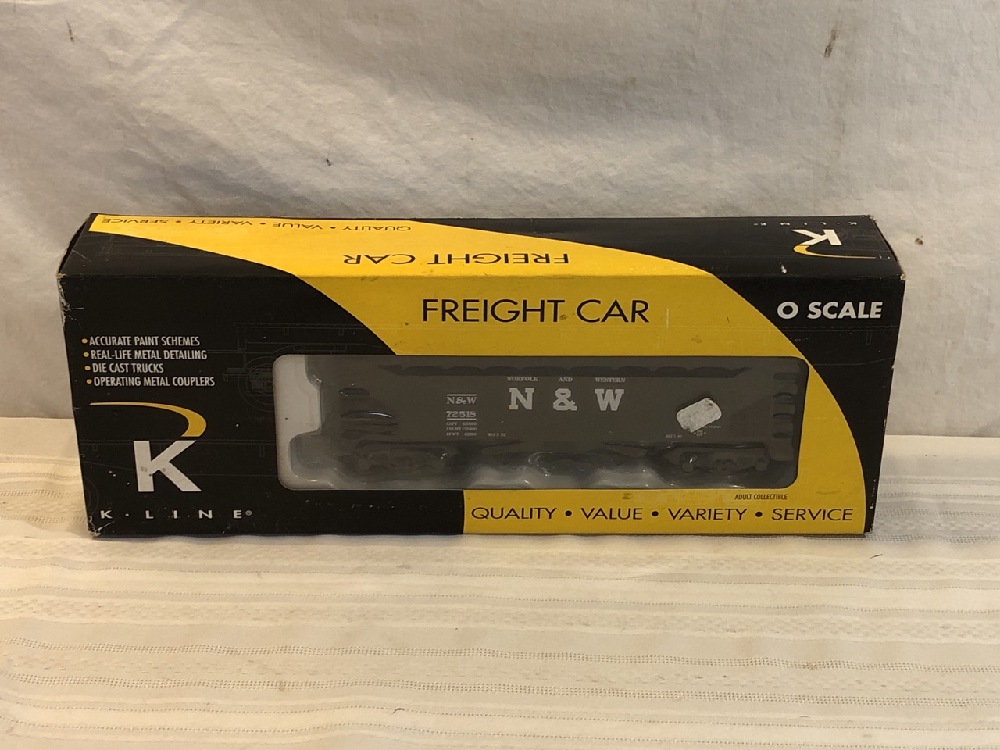 QUALITY • VALUE • VARIETY • SERVICE
FREIGHT CAR
K
K • LINE
FREIGHT CAR
O SCALE
• ACCURATE PAINT SCHEMES
• REAL-LIFE METAL DETAILING
• DIE CAST TRUCKS
• OPERATING METAL COUPLERS
NORFOLK AND WESTERN
N & W
N&W
72518
K
K • LINE®
ADULT COLLECTIBLE
QUALITY • VALUE • VARIETY • SERVICE